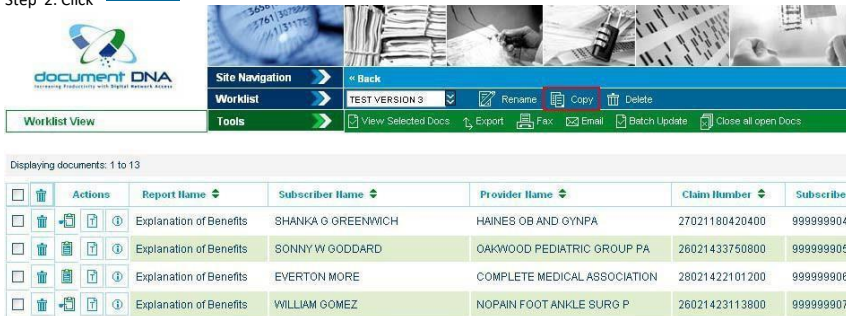 Step 2. Click
document DNA
Increasing Productivity with Digital Network Access
Site Navigation « Back
Worklist TEST VERSION 3 Rename Copy Delete
Worklist View Tools View Selected Docs Export Fax Email Batch Update Close all open Docs
Displaying documents: 1 to 13
Actions Report Name Subscriber Name Provider Name Claim Number Subscribe
Explanation of Benefits SHANKA G GREENWICH HAINES OB AND GYNPA 27021180420400 999999904
Explanation of Benefits SONNY W GODDARD OAKWOOD PEDIATRIC GROUP PA 26021433750800 999999905
Explanation of Benefits EVERTON MORE COMPLETE MEDICAL ASSOCIATION 28021422101200 999999906
Explanation of Benefits WILLIAM GOMEZ NOPAIN FOOT ANKLE SURG P 26021423113800 999999907